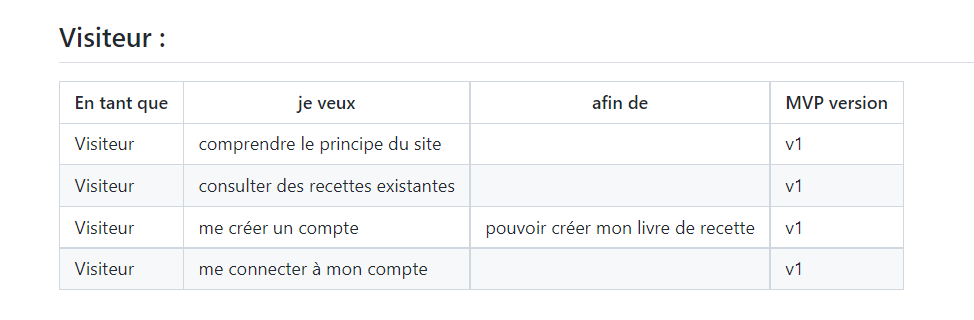 Visiteur :
En tant que je veux afin de MVP version
Visiteur comprendre le principe du site v1
Visiteur consulter des recettes existantes v1
Visiteur me créer un compte pouvoir créer mon livre de recette v1
Visiteur me connecter à mon compte v1